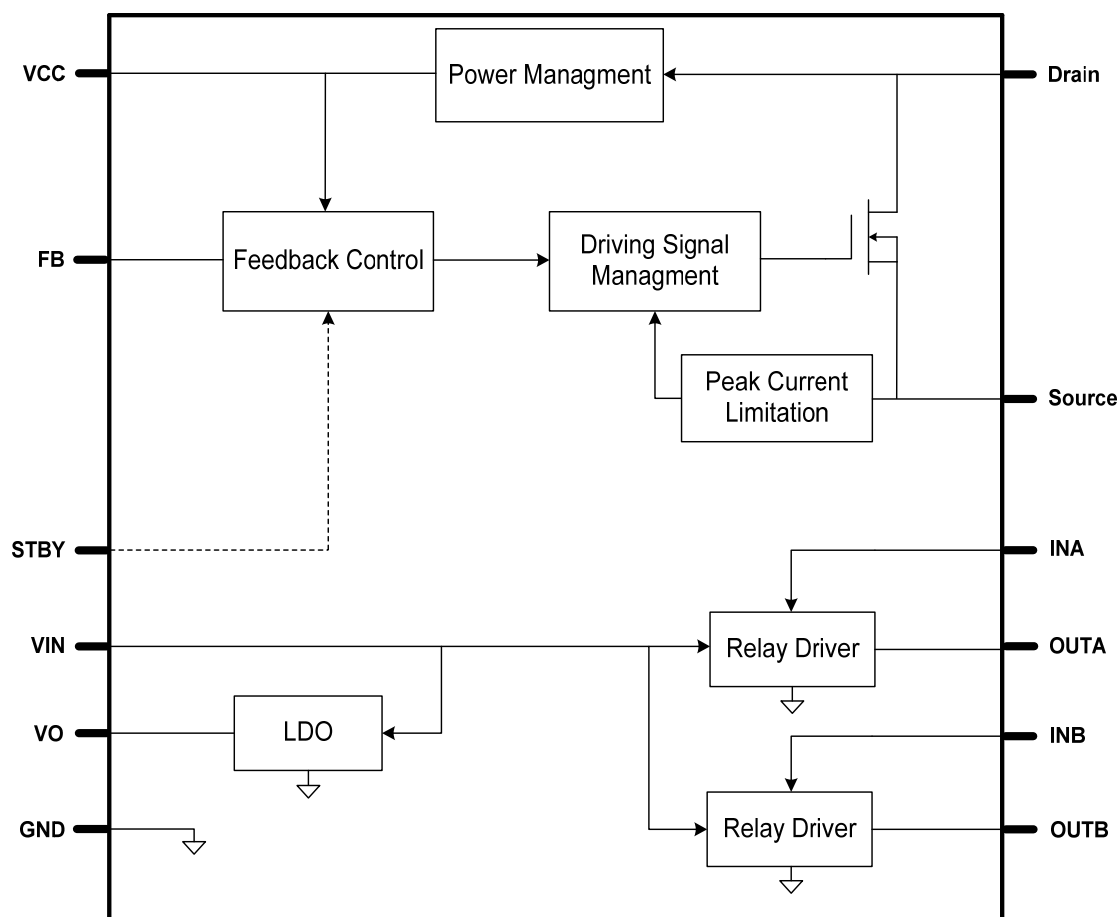 VCC
Power Managment
Drain
FB
Feedback Control
Driving Signal
Managment
Peak Current
Limitation
Source
STBY
INA
VIN
Relay Driver
OUTA
VO
LDO
INB
GND
Relay Driver
OUTB